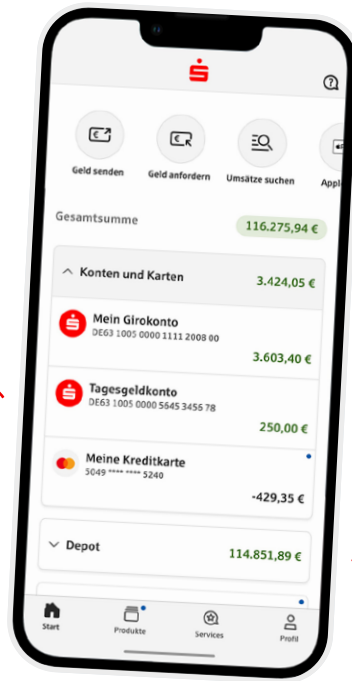 Geld senden
Geld anfordern
Umsätze suchen
Gesamtsumme
116.275,94 €
Konten und Karten
3.424,05 €
Mein Girokonto
DE63 1005 0000 1111 2008 00
3.603,40 €
Tagesgeldkonto
DE63 1005 0000 5645 3456 78
250,00 €
Meine Kreditkarte
5049 **** **** 5240
-429,35 €
Depot
114.851,89 €
Start
Produkte
Services
Profil